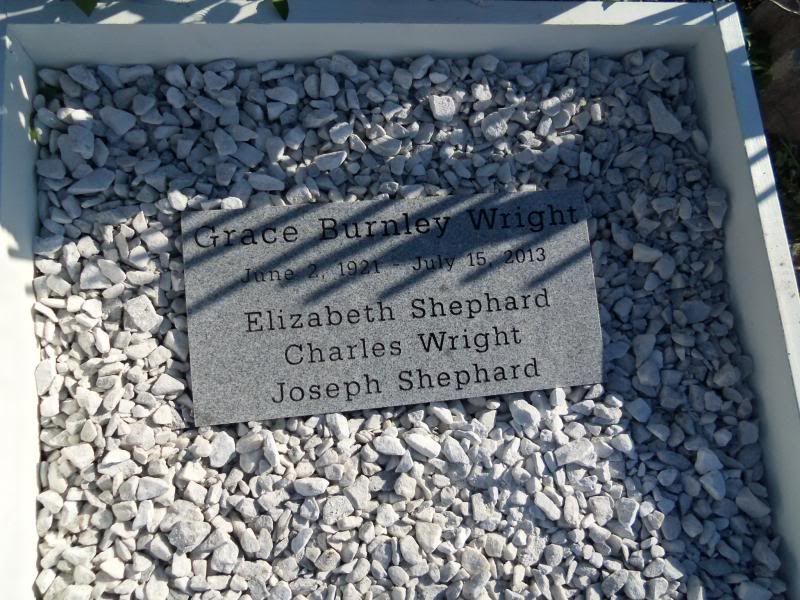 Grace Burnley Wright
June 2, 1921 - July 15, 2013
Elizabeth Shephard
Charles Wright
Joseph Shephard